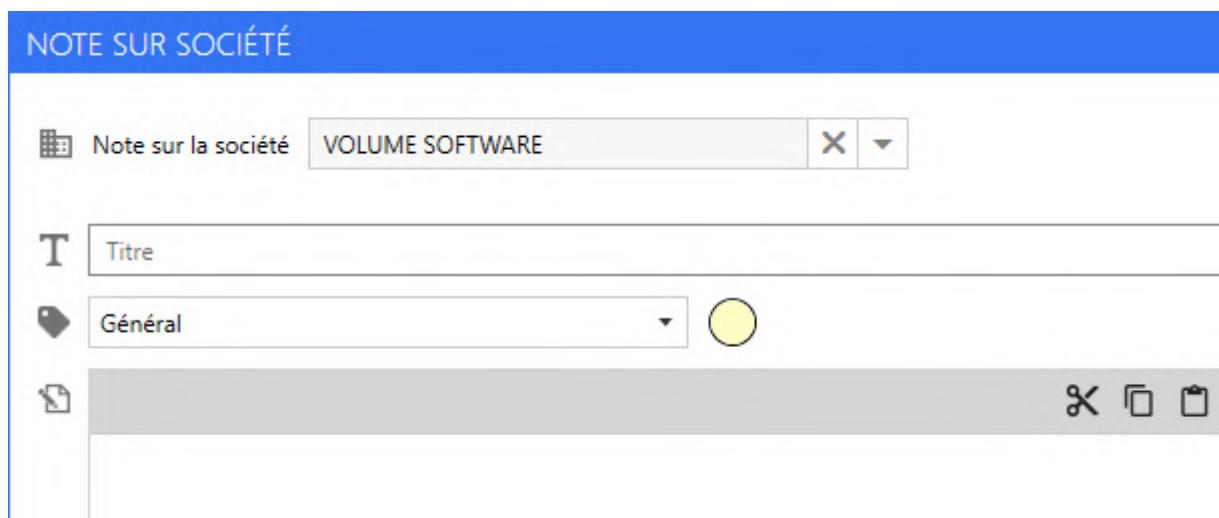 NOTE SUR SOCIÉTÉ
Note sur la société VOLUME SOFTWARE
Titre
Général